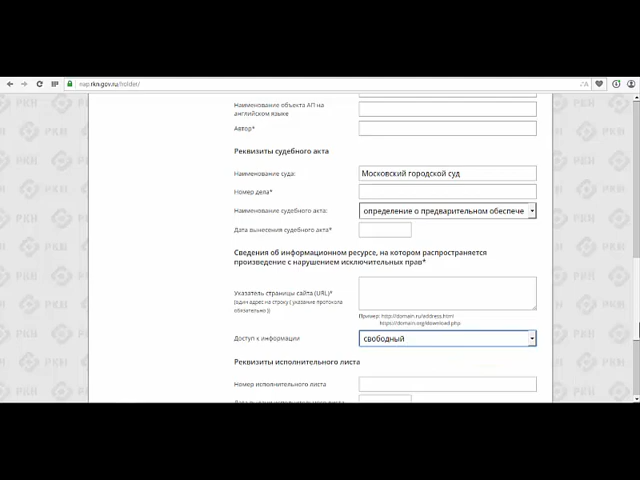 nap.rkn.gov.ru/holder/
Наименование объекта АП на
английском языке
Автор*
Реквизиты судебного акта
Наименование суда:
Московский городской суд
Номер дела*
Наименование судебного акта:
определение о предварительном обеспече
Дата вынесения судебного акта*
Сведения об информационном ресурсе, на котором распространяется
произведение с нарушением исключительных прав*
Указатель страницы сайта (URL)*
(один адрес на строку ( указание протокола
обязательно ))
Пример: http://domain.ru/address.html
https://domain.org/download.php
Доступ к информации
свободный
Реквизиты исполнительного листа
Номер исполнительного листа
РКН